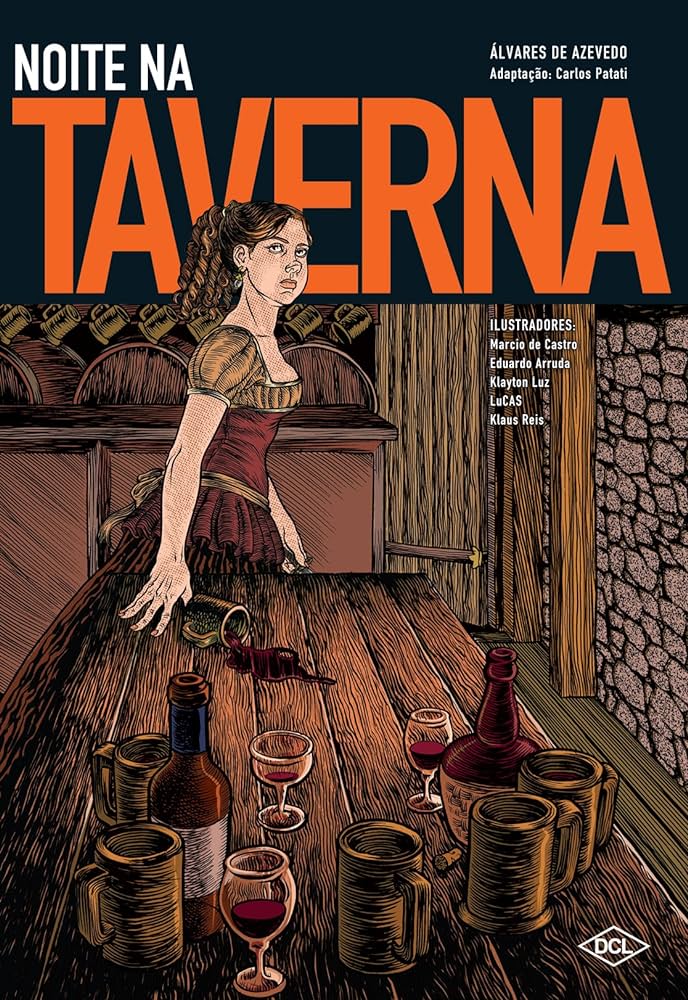 NOITE NA
TAVERNA
ÁLVARES DE AZEVEDO
Adaptação: Carlos Patati
ILUSTRADORES:
Marcio de Castro
Eduardo Arruda
Klayton Luz
LuCAS
Klaus Reis
DCL